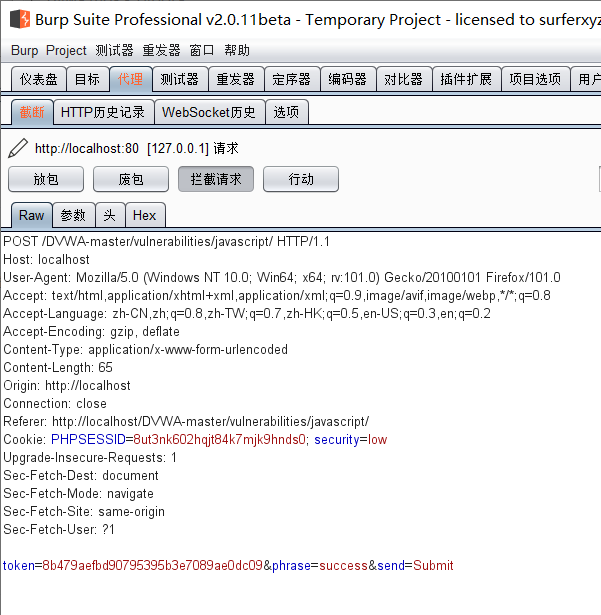 Burp Suite Professional v2.0.11beta - Temporary Project - licensed to surferxyz
Burp Project 测试器 重发器 窗口 帮助
仪表盘 目标 代理 测试器 重发器 定序器 编码器 对比器 插件扩展 项目选项 用户
截断 HTTP历史记录 WebSocket历史 选项
http://localhost:80 [127.0.0.1] 请求
放包 废包 拦截请求 行动
Raw 参数 头 Hex
POST /DVWA-master/vulnerabilities/javascript/ HTTP/1.1
Host: localhost
User-Agent: Mozilla/5.0 (Windows NT 10.0; Win64; x64; rv:101.0) Gecko/20100101 Firefox/101.0
Accept: text/html,application/xhtml+xml,application/xml;q=0.9,image/avif,image/webp,*/*;q=0.8
Accept-Language: zh-CN,zh;q=0.8,zh-TW;q=0.7,zh-HK;q=0.5,en-US;q=0.3,en;q=0.2
Accept-Encoding: gzip, deflate
Content-Type: application/x-www-form-urlencoded
Content-Length: 65
Origin: http://localhost
Connection: close
Referer: http://localhost/DVWA-master/vulnerabilities/javascript/
Cookie: PHPSESSID=8ut3nk602hqjt84k7mjk9hnds0; security=low
Upgrade-Insecure-Requests: 1
Sec-Fetch-Dest: document
Sec-Fetch-Mode: navigate
Sec-Fetch-Site: same-origin
Sec-Fetch-User: ?1
token=8b479aefbd90795395b3e7089ae0dc09&phrase=success&send=Submit